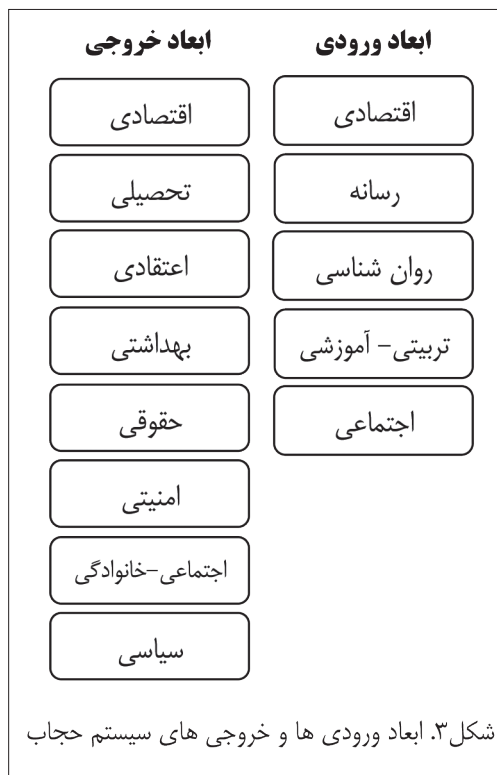 ابعاد ورودی
اقتصادی
رسانه
روان شناسی
تربیتی- آموزشی
اجتماعی
ابعاد خروجی
اقتصادی
تحصیلی
اعتقادی
بهداشتی
حقوقی
امنیتی
اجتماعی-خانوادگی
سیاسی
شکل۳. ابعاد ورودی ها و خروجی های سیستم حجاب